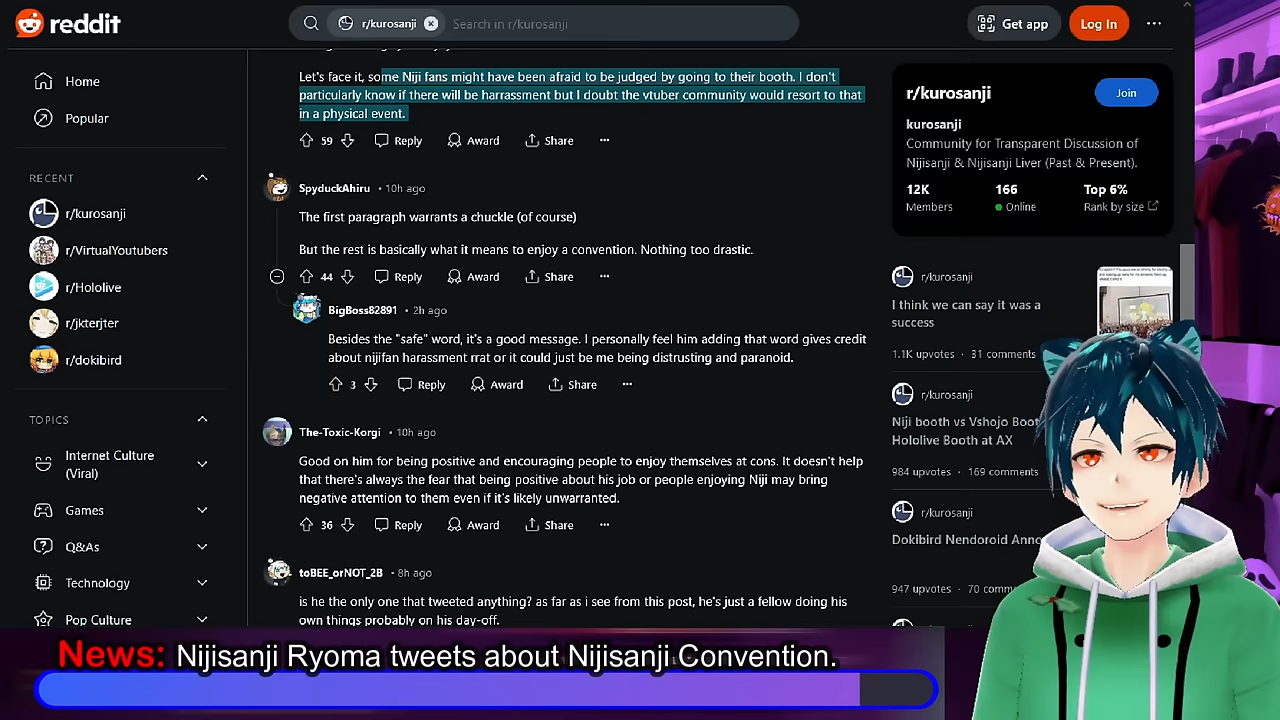 reddit
r/kurosanji
Search in r/kurosanji
Get app
Log In
Home
Popular
RECENT
r/kurosanji
r/VirtualYoutubers
r/Hololive
r/jkterjter
r/dokibird
TOPICS
Internet Culture
(Viral)
Games
Q&As
Technology
Pop Culture
Let's face it, some Niji fans might have been afraid to be judged by going to their booth. I don't
particularly know if there will be harrassment but I doubt the vtuber community would resort to that
in a physical event.
59 Reply Award Share
SpyduckAhiru • 10h ago
The first paragraph warrants a chuckle (of course)
But the rest is basically what it means to enjoy a convention. Nothing too drastic.
44 Reply Award Share
BigBoss82891 • 2h ago
Besides the "safe" word, it's a good message. I personally feel him adding that word gives credit
about nijifan harassment rrat or it could just be me being distrusting and paranoid.
3 Reply Award Share
The-Toxic-Korgi • 10h ago
Good on him for being positive and encouraging people to enjoy themselves at cons. It doesn't help
that there's always the fear that being positive about his job or people enjoying Niji may bring
negative attention to them even if it's likely unwarranted.
36 Reply Award Share
toBEE_orNOT_2B • 8h ago
is he the only one that tweeted anything? as far as i see from this post, he's just a fellow doing his
own things probably on his day-off.
r/kurosanji
Join
kurosanji
Community for Transparent Discussion of
Nijisanji & Nijisanji Liver (Past & Present).
12K 166 Top 6%
Members Online Rank by size
r/kurosanji
I think we can say it was a
success
1.1K upvotes · 31 comments
r/kurosanji
Niji booth vs Vshojo Boot
Hololive Booth at AX
984 upvotes · 169 comments
r/kurosanji
Dokibird Nendoroid Anno
947 upvotes · 70 comm
News: Nijisanji Ryoma tweets about Nijisanji Convention.